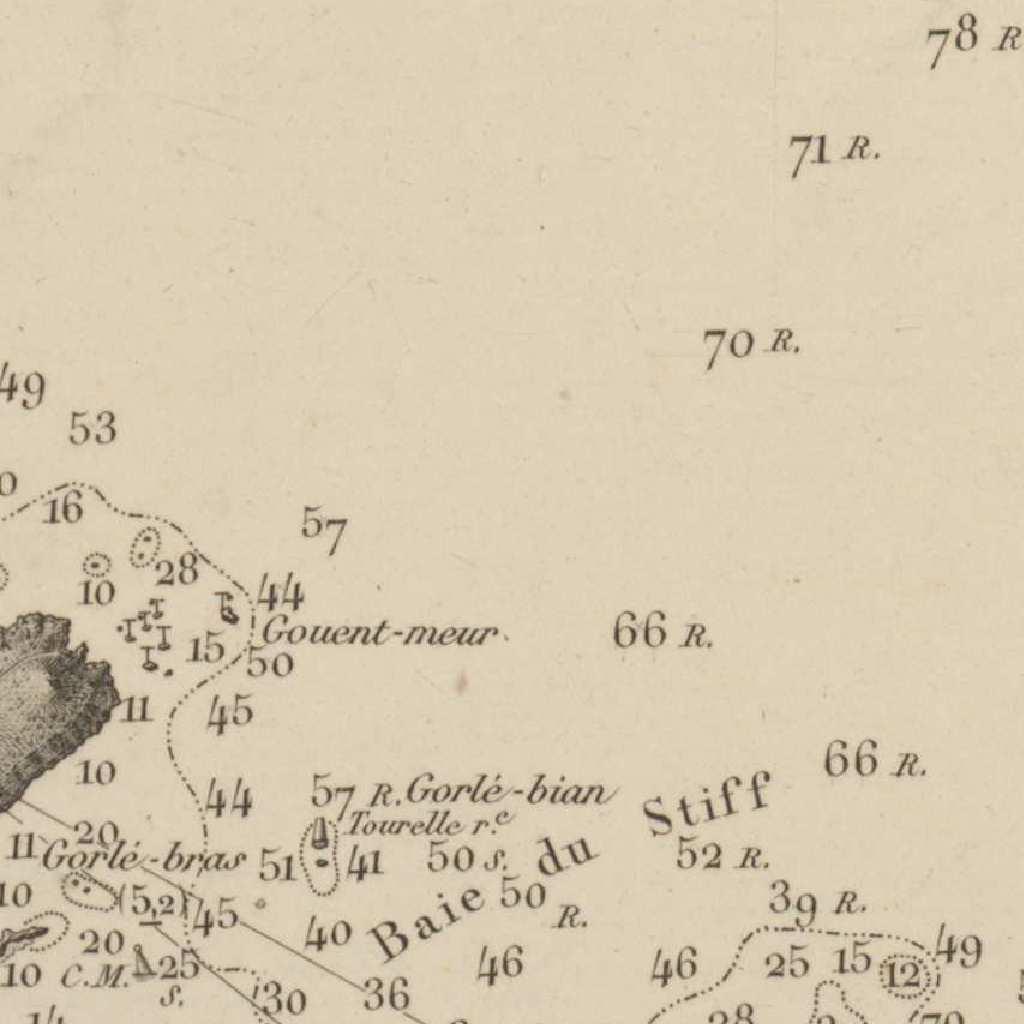 78 R
71 R.
70 R.
49
53
16
57
28
10
44
Gouent-meur
66 R.
15
50
11
45
66 R.
10
44
57 R. Gorlé-bian
Tourelle r.e
Baie du Stiff
20
11
Gorlé-bras
51
41
50 S.
52 R.
10
(5,2)
45
50 R.
39 R.
40
20
46
46
25
15
12
49
10
C.M.
25
S.
30
36